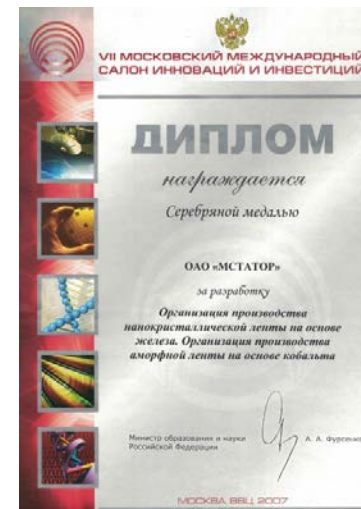 VII МОСКОВСКИЙ МЕЖДУНАРОДНЫЙ
САЛОН ИННОВАЦИЙ И ИНВЕСТИЦИЙ
ДИПЛОМ
награждается
Серебряной медалью
ОАО «МСТАТОР»
за разработку
Организация производства
нанокристаллической ленты на основе
железа. Организация производства
аморфной ленты на основе кобальта
Министр образования и науки
Российской Федерации
А. А. Фурсенко
МОСКВА, ВВЦ, 2007